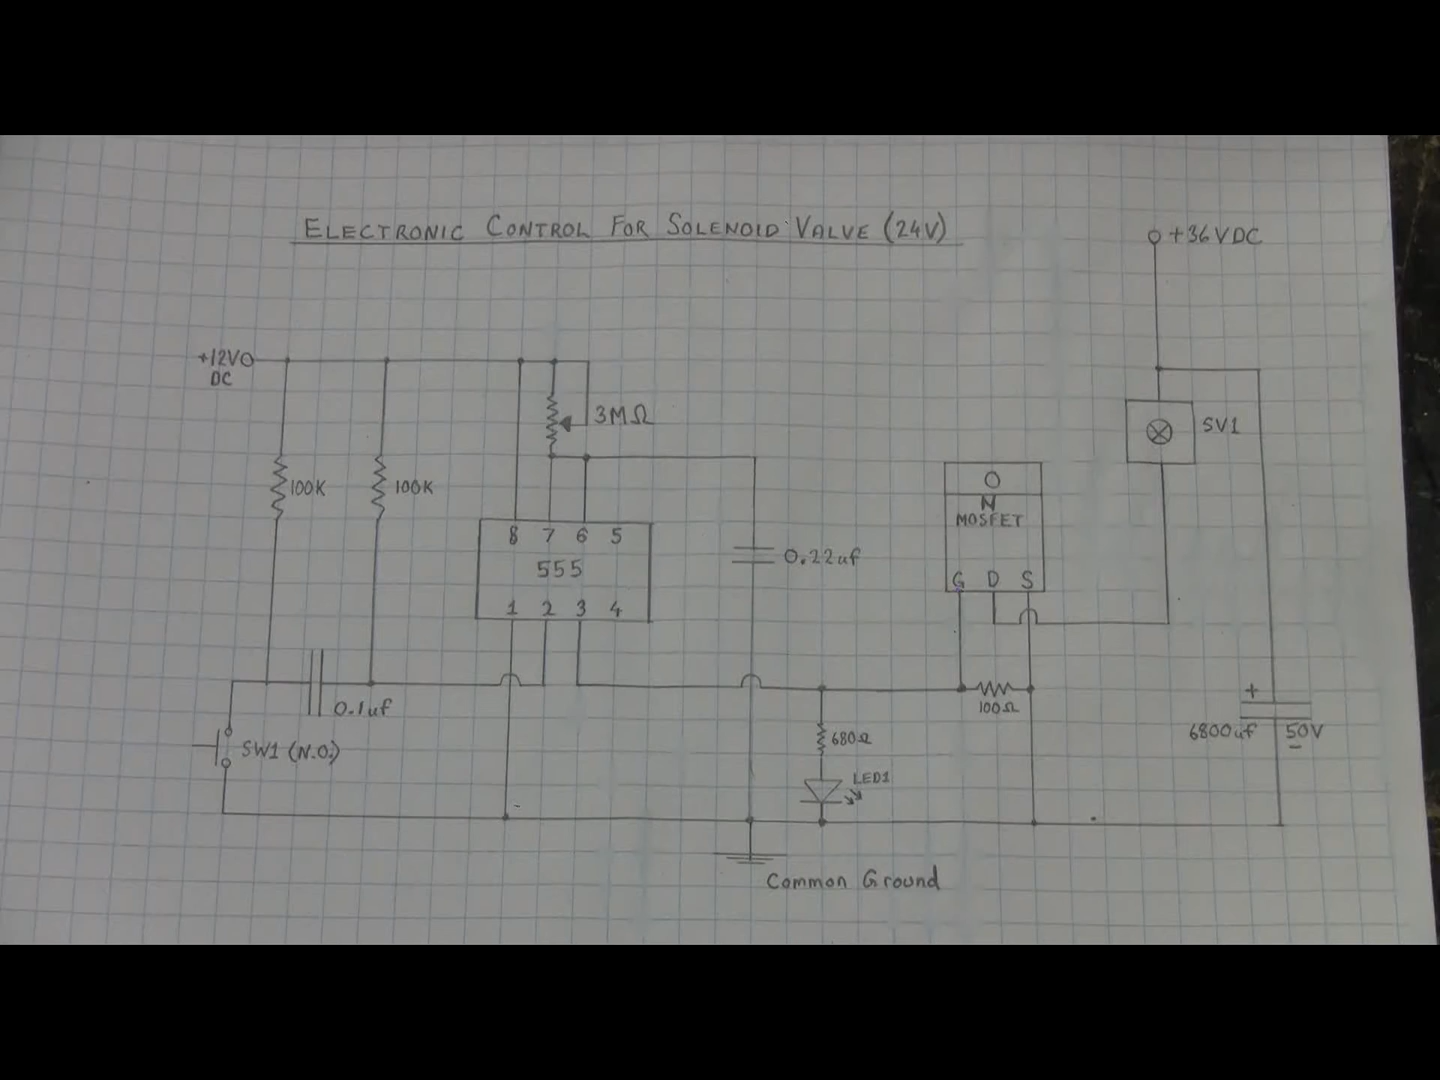 ELECTRONIC CONTROL FOR SOLENOID VALVE (24V)
+36VDC
+12V
DC
3MΩ
SV1
100K
100K
N
MOSFET
8 7 6 5
555
0.22uf
1 2 3 4
G D S
0.1uf
100Ω
+
6800uf 50V
SW1 (N.O.)
680Ω
LED1
Common Ground